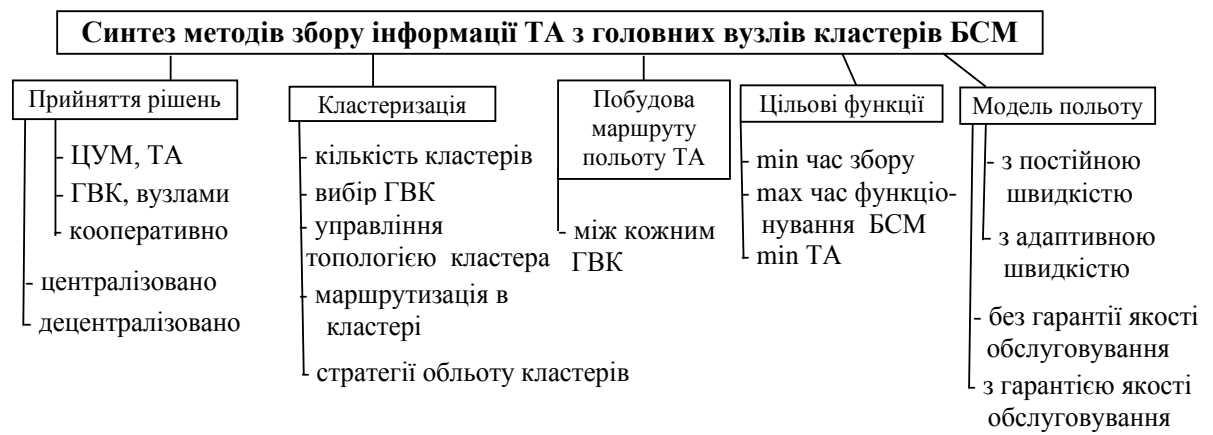 Синтез методів збору інформації ТА з головних вузлів кластерів БСМ
Прийняття рішень
- ЦУМ, ТА
- ГВК, вузлами
- кооперативно
- централізовано
- децентралізовано
Кластеризація
- кількість кластерів
- вибір ГВК
- управління
топологією кластера
- маршрутизація в
кластері
- стратегії обльоту кластерів
Побудова
маршруту
польоту ТА
- між кожним
ГВК
Цільові функції
- min час збору
- max час функціо-
нування БСМ
- min ТА
Модель польоту
- з постійною
швидкістю
- з адаптивною
швидкістю
- без гарантії якості
обслуговування
- з гарантією якості
обслуговування